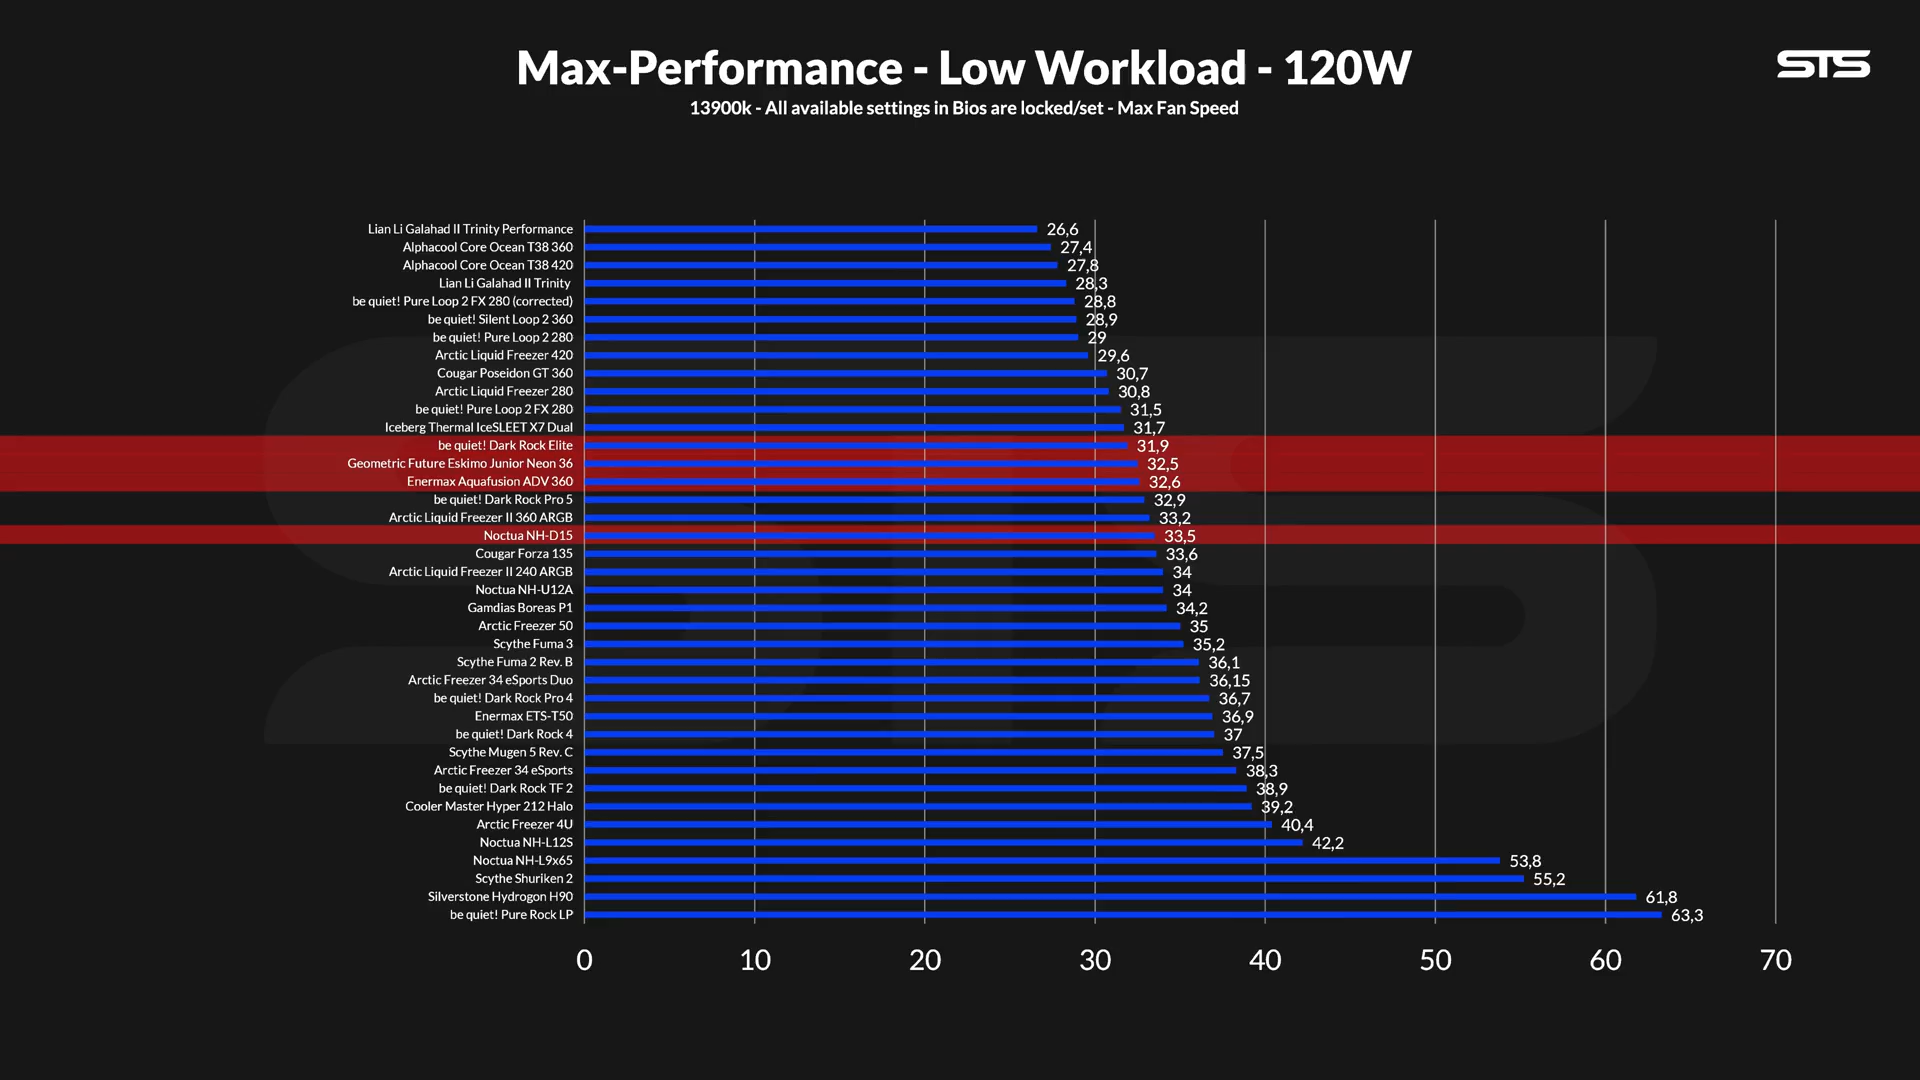 Max-Performance - Low Workload - 120W
STS
13900k - All available settings in Bios are locked/set - Max Fan Speed
Lian Li Galahad II Trinity Performance 26,6
Alphacool Core Ocean T38 360 27,4
Alphacool Core Ocean T38 420 27,8
Lian Li Galahad II Trinity 28,3
be quiet! Pure Loop 2 FX 280 (corrected) 28,8
be quiet! Silent Loop 2 360 28,9
be quiet! Pure Loop 2 280 29
Arctic Liquid Freezer 420 29,6
Cougar Poseidon GT 360 30,7
Arctic Liquid Freezer 280 30,8
be quiet! Pure Loop 2 FX 280 31,5
Iceberg Thermal IceSLEET X7 Dual 31,7
be quiet! Dark Rock Elite 31,9
Geometric Future Eskimo Junior Neon 36 32,5
Enermax Aquafusion ADV 360 32,6
be quiet! Dark Rock Pro 5 32,9
Arctic Liquid Freezer II 360 ARGB 33,2
Noctua NH-D15 33,5
Cougar Forza 135 33,6
Arctic Liquid Freezer II 240 ARGB 34
Noctua NH-U12A 34
Gamdias Boreas P1 34,2
Arctic Freezer 50 35
Scythe Fuma 3 35,2
Scythe Fuma 2 Rev. B 36,1
Arctic Freezer 34 eSports Duo 36,15
be quiet! Dark Rock Pro 4 36,7
Enermax ETS-T50 36,9
be quiet! Dark Rock 4 37
Scythe Mugen 5 Rev. C 37,5
Arctic Freezer 34 eSports 38,3
be quiet! Dark Rock TF 2 38,9
Cooler Master Hyper 212 Halo 39,2
Arctic Freezer 4U 40,4
Noctua NH-L12S 42,2
Noctua NH-L9x65 53,8
Scythe Shuriken 2 55,2
Silverstone Hydrogon H90 61,8
be quiet! Pure Rock LP 63,3
0 10 20 30 40 50 60 70